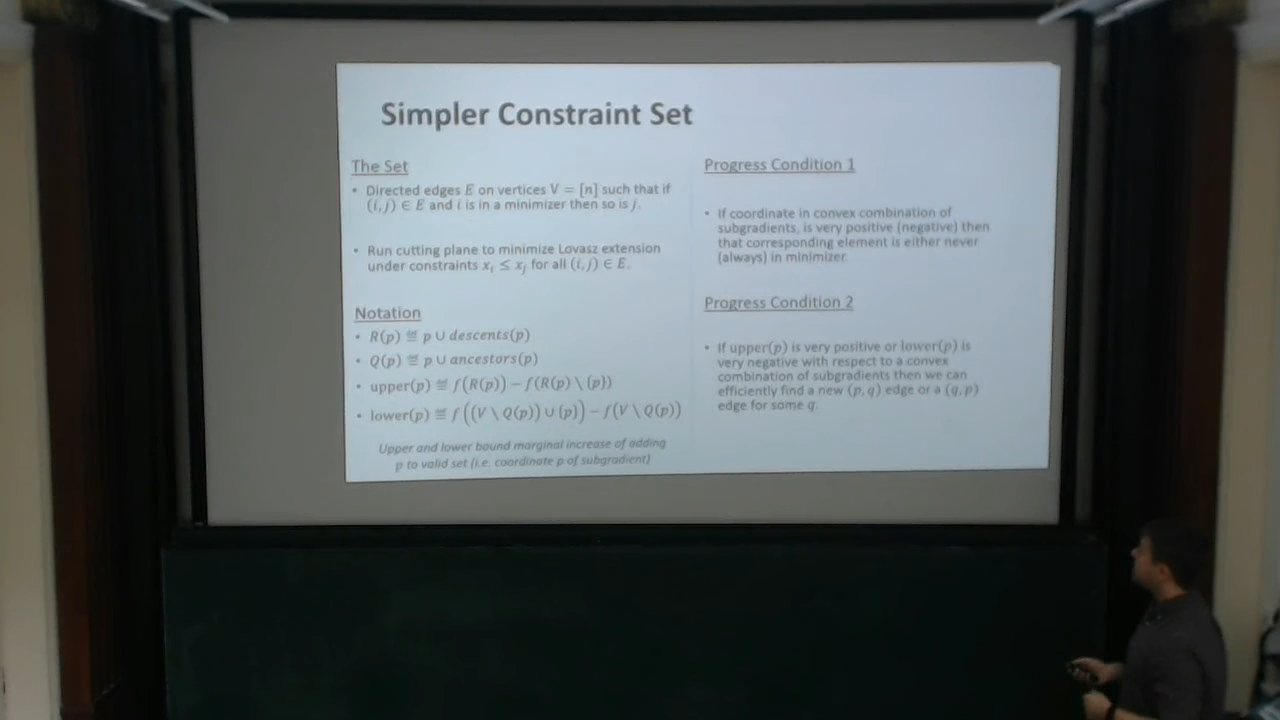 Simpler Constraint Set
The Set
• Directed edges E on vertices V = [n] such that if
(i, j) ∈ E and i is in a minimizer then so is j.
• Run cutting plane to minimize Lovasz extension
under constraints xᵢ ≤ xⱼ for all (i, j) ∈ E.
Notation
• R(p) ≝ p ∪ descents(p)
• Q(p) ≝ p ∪ ancestors(p)
• upper(p) ≝ f(R(p)) − f(R(p) \ {p})
• lower(p) ≝ f((V \ Q(p)) ∪ {p}) − f(V \ Q(p))
Upper and lower bound marginal increase of adding
p to valid set (i.e. coordinate p of subgradient)
Progress Condition 1
• If coordinate in convex combination of
subgradients, is very positive (negative) then
that corresponding element is either never
(always) in minimizer.
Progress Condition 2
• If upper(p) is very positive or lower(p) is
very negative with respect to a convex
combination of subgradients then we can
efficiently find a new (p, q) edge or a (q, p)
edge for some q.